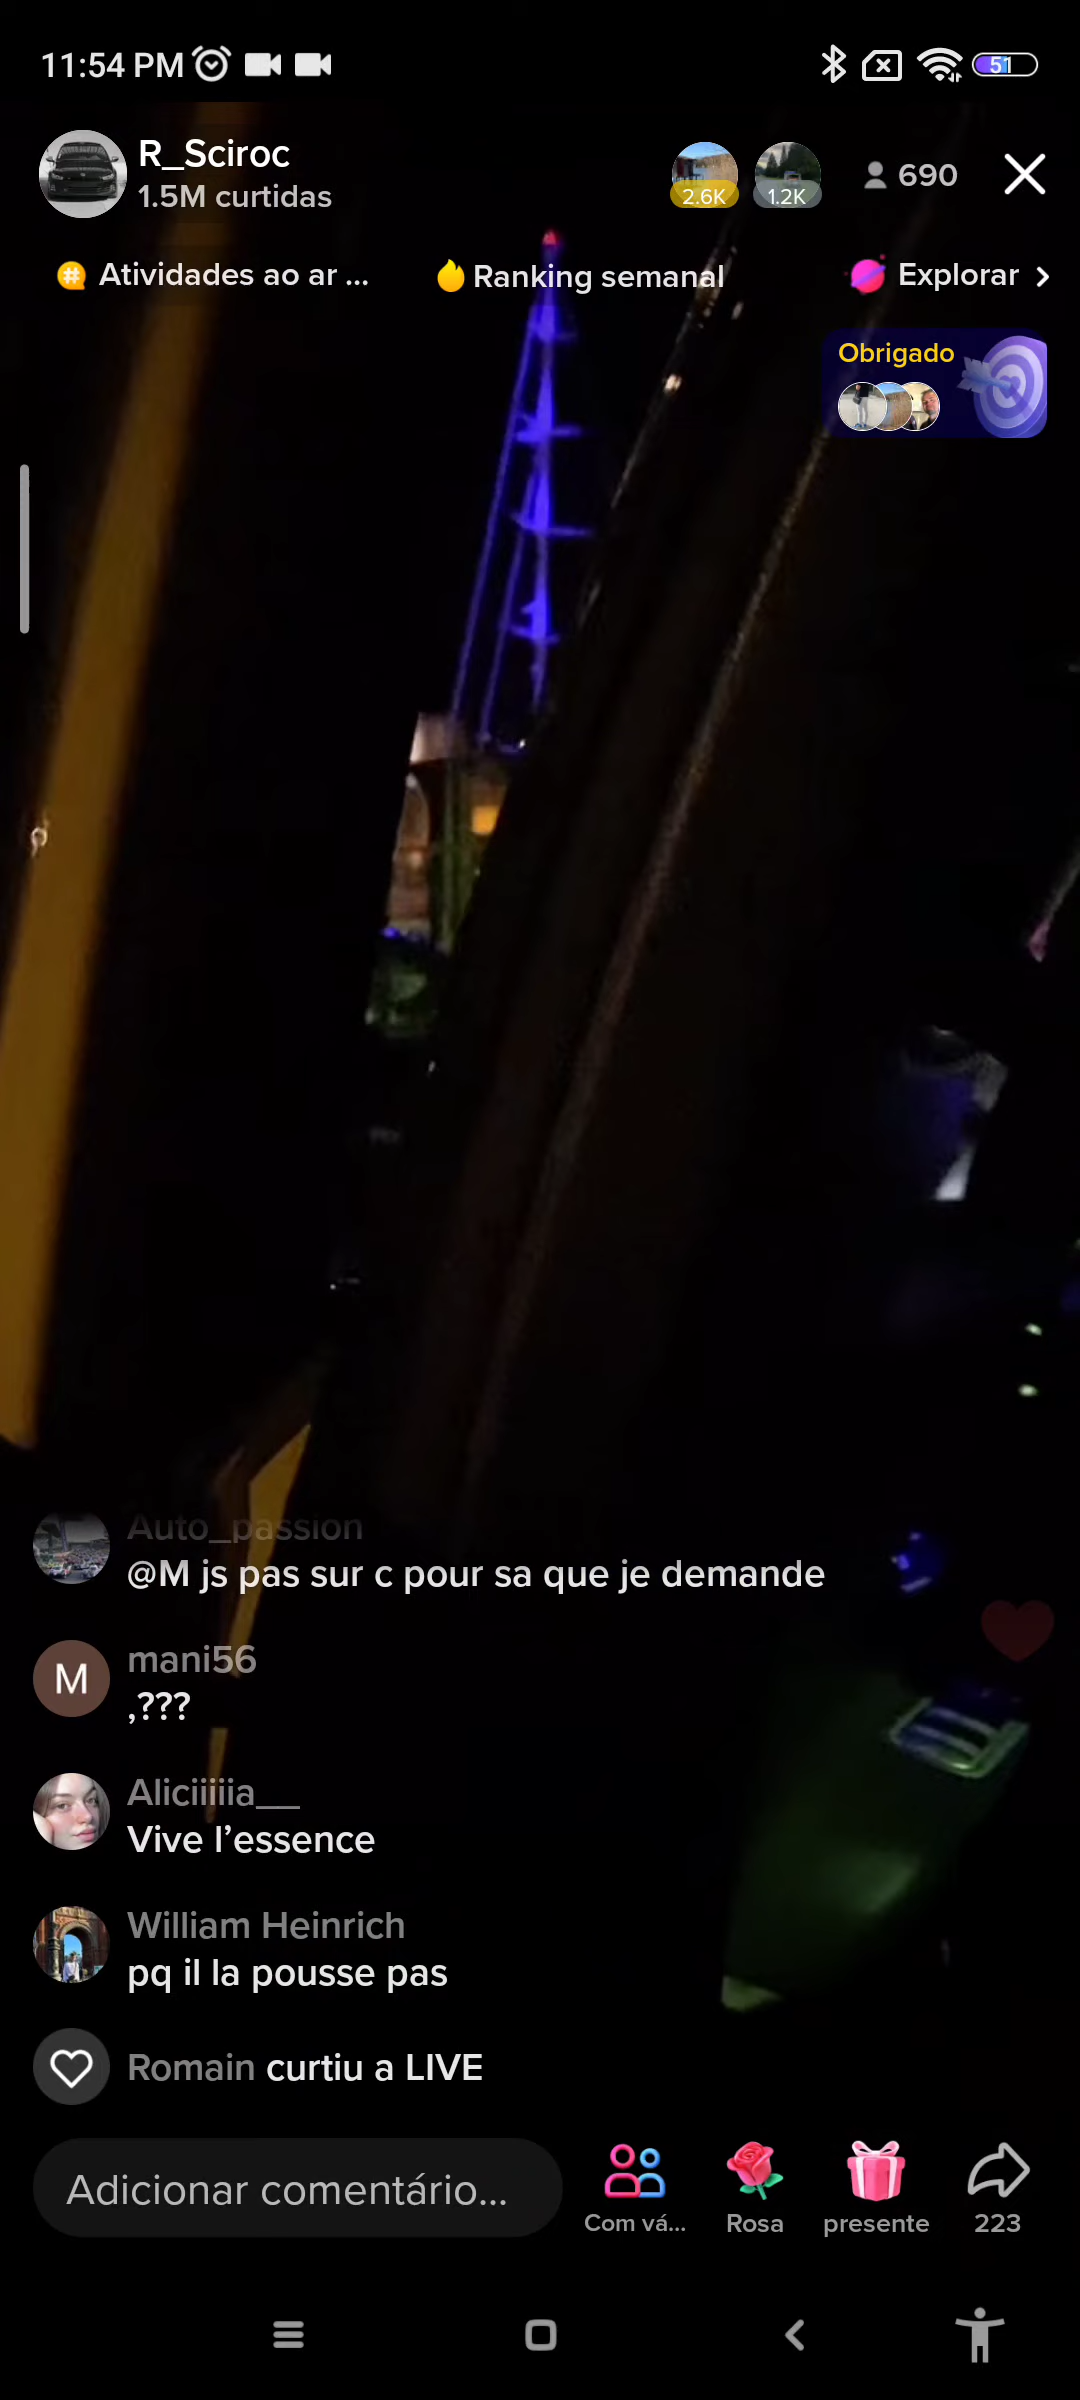 11:54 PM
51
R_Sciroc
1.5M curtidas
2.6K
1.2K
690
Atividades ao ar ...
Ranking semanal
Explorar
Obrigado
Auto_passion
@M js pas sur c pour sa que je demande
M
mani56
,???
Aliciiiiia__
Vive l’essence
William Heinrich
pq il la pousse pas
Romain curtiu a LIVE
Adicionar comentário...
Com vá...
Rosa
presente
223